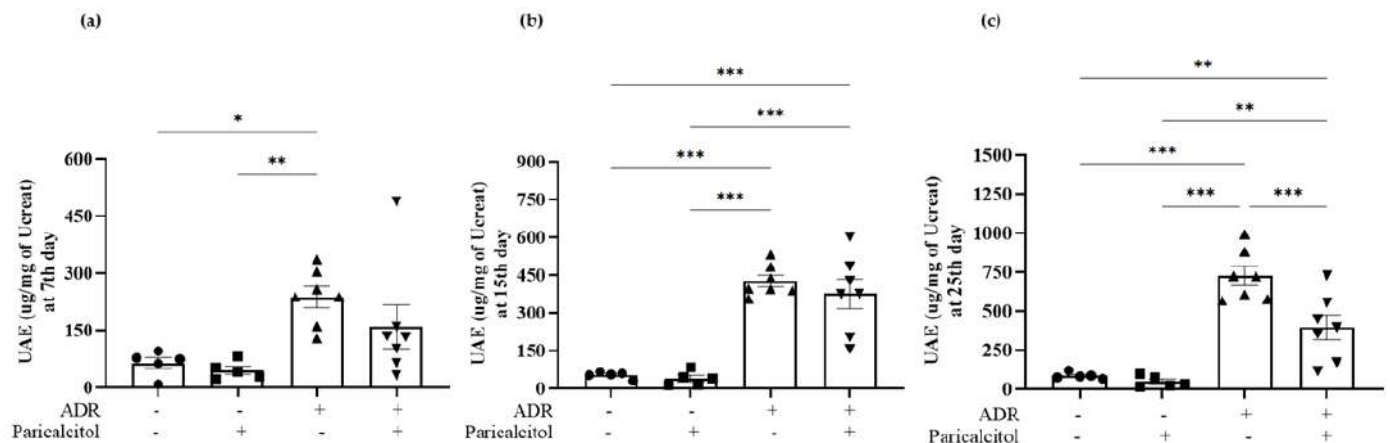 (a)
(b)
(c)
*
**
UAE (ug/mg of Ucreat)
at 7th day
600
450
300
150
0
ADR - - + +
Paricalcitol - + - +
***
***
***
***
UAE (ug/mg of Ucreat)
at 15th day
900
750
600
450
300
150
0
- - + +
- + - +
**
**
***
*** ***
UAE (ug/mg of Ucreat)
at 25th day
1500
1250
1000
750
500
250
0
ADR - - + +
Paricalcitol - + - +